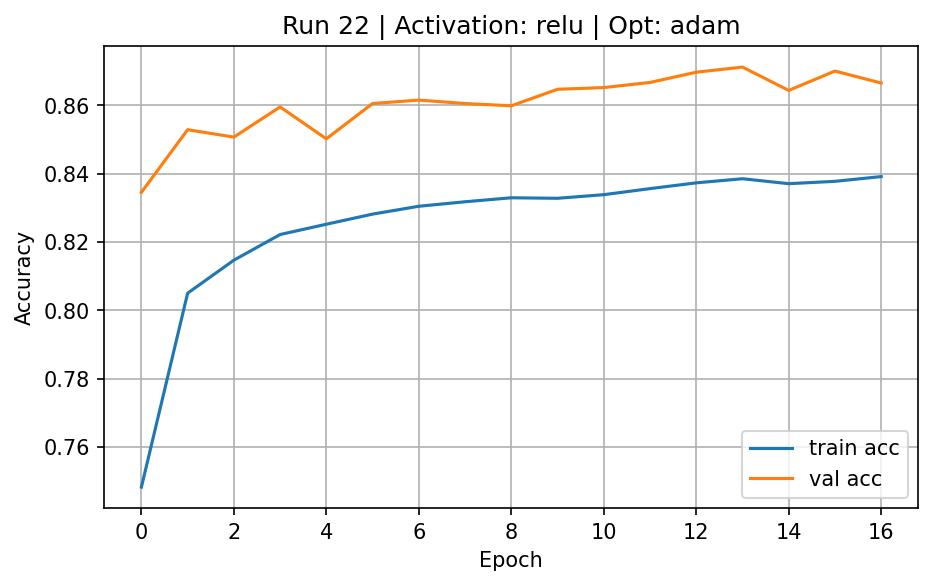 Run 22 | Activation: relu | Opt: adam
Accuracy
0.86
0.84
0.82
0.80
0.78
0.76
train acc
val acc
0 2 4 6 8 10 12 14 16
Epoch